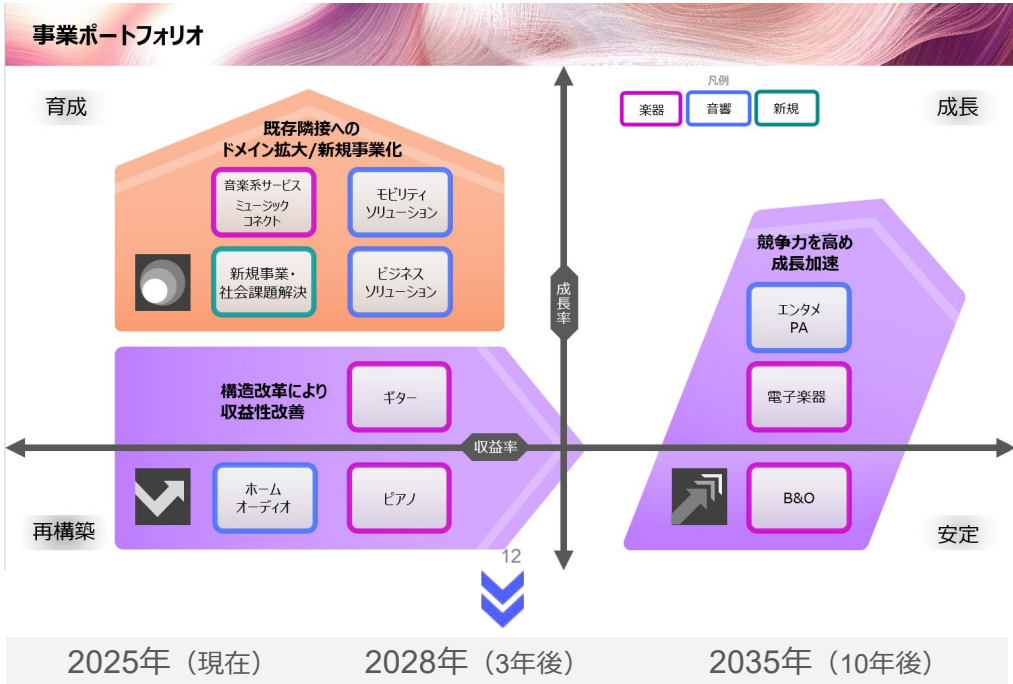 事業ポートフォリオ
育成
凡例
楽器
音響
新規
成長
既存隣接への
ドメイン拡大/新規事業化
音楽系サービス
ミュージック
コネクト
モビリティ
ソリューション
新規事業・
社会課題解決
ビジネス
ソリューション
成長率
競争力を高め
成長加速
エンタメ
PA
電子楽器
構造改革により
収益性改善
ギター
収益率
再構築
ホーム
オーディオ
ピアノ
B&O
安定
12
2025年（現在）
2028年（3年後）
2035年（10年後）